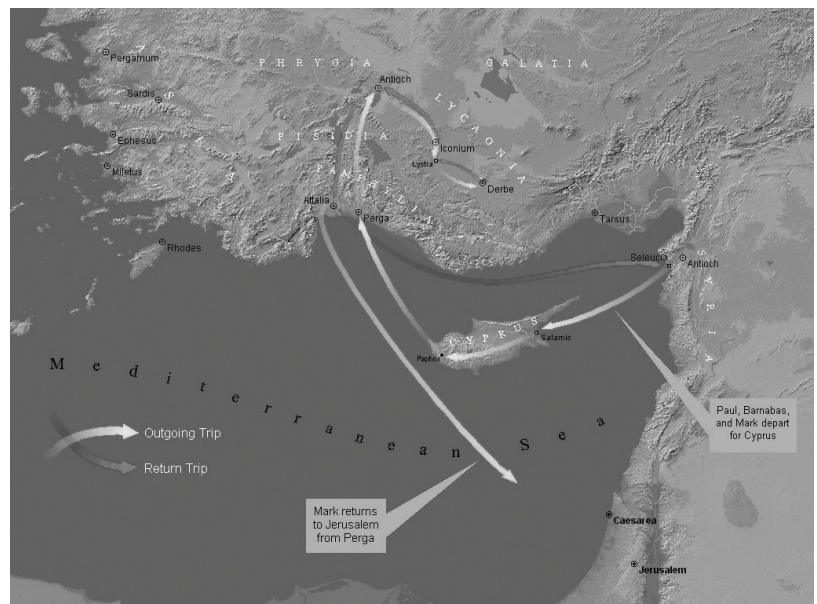 Pergamum
A S I A
PHRYGIA
GALATIA
Antioch
Sardis
LYCAONIA
PISIDIA
Ephesus
Iconium
Lystra
Miletus
PAMPHYLIA
Derbe
Attalia
Perga
Tarsus
Rhodes
Seleucia
Antioch
SYRIA
CYPRUS
Salamis
Paphos
Mediterranean Sea
Paul, Barnabas,
and Mark depart
for Cyprus
Outgoing Trip
Return Trip
Mark returns
to Jerusalem
from Perga
Caesarea
Jerusalem